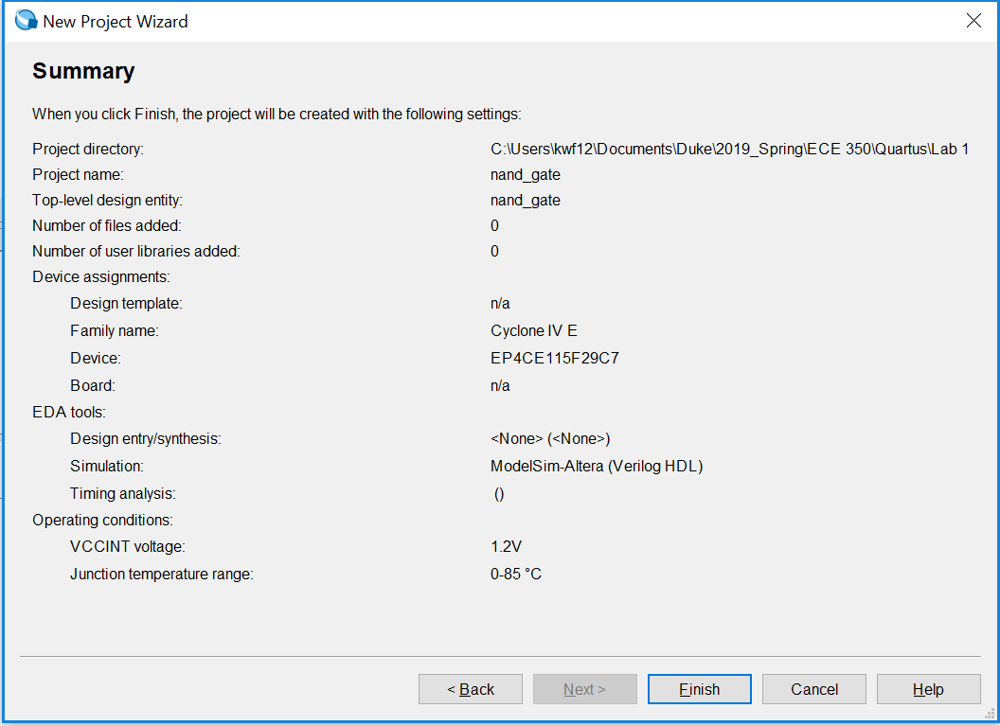 New Project Wizard
Summary
When you click Finish, the project will be created with the following settings:
Project directory: C:\Users\kwf12\Documents\Duke\2019_Spring\ECE 350\Quartus\Lab 1
Project name: nand_gate
Top-level design entity: nand_gate
Number of files added: 0
Number of user libraries added: 0
Device assignments:
Design template: n/a
Family name: Cyclone IV E
Device: EP4CE115F29C7
Board: n/a
EDA tools:
Design entry/synthesis: <None> (<None>)
Simulation: ModelSim-Altera (Verilog HDL)
Timing analysis: ()
Operating conditions:
VCCINT voltage: 1.2V
Junction temperature range: 0-85 °C
< Back Next > Finish Cancel Help